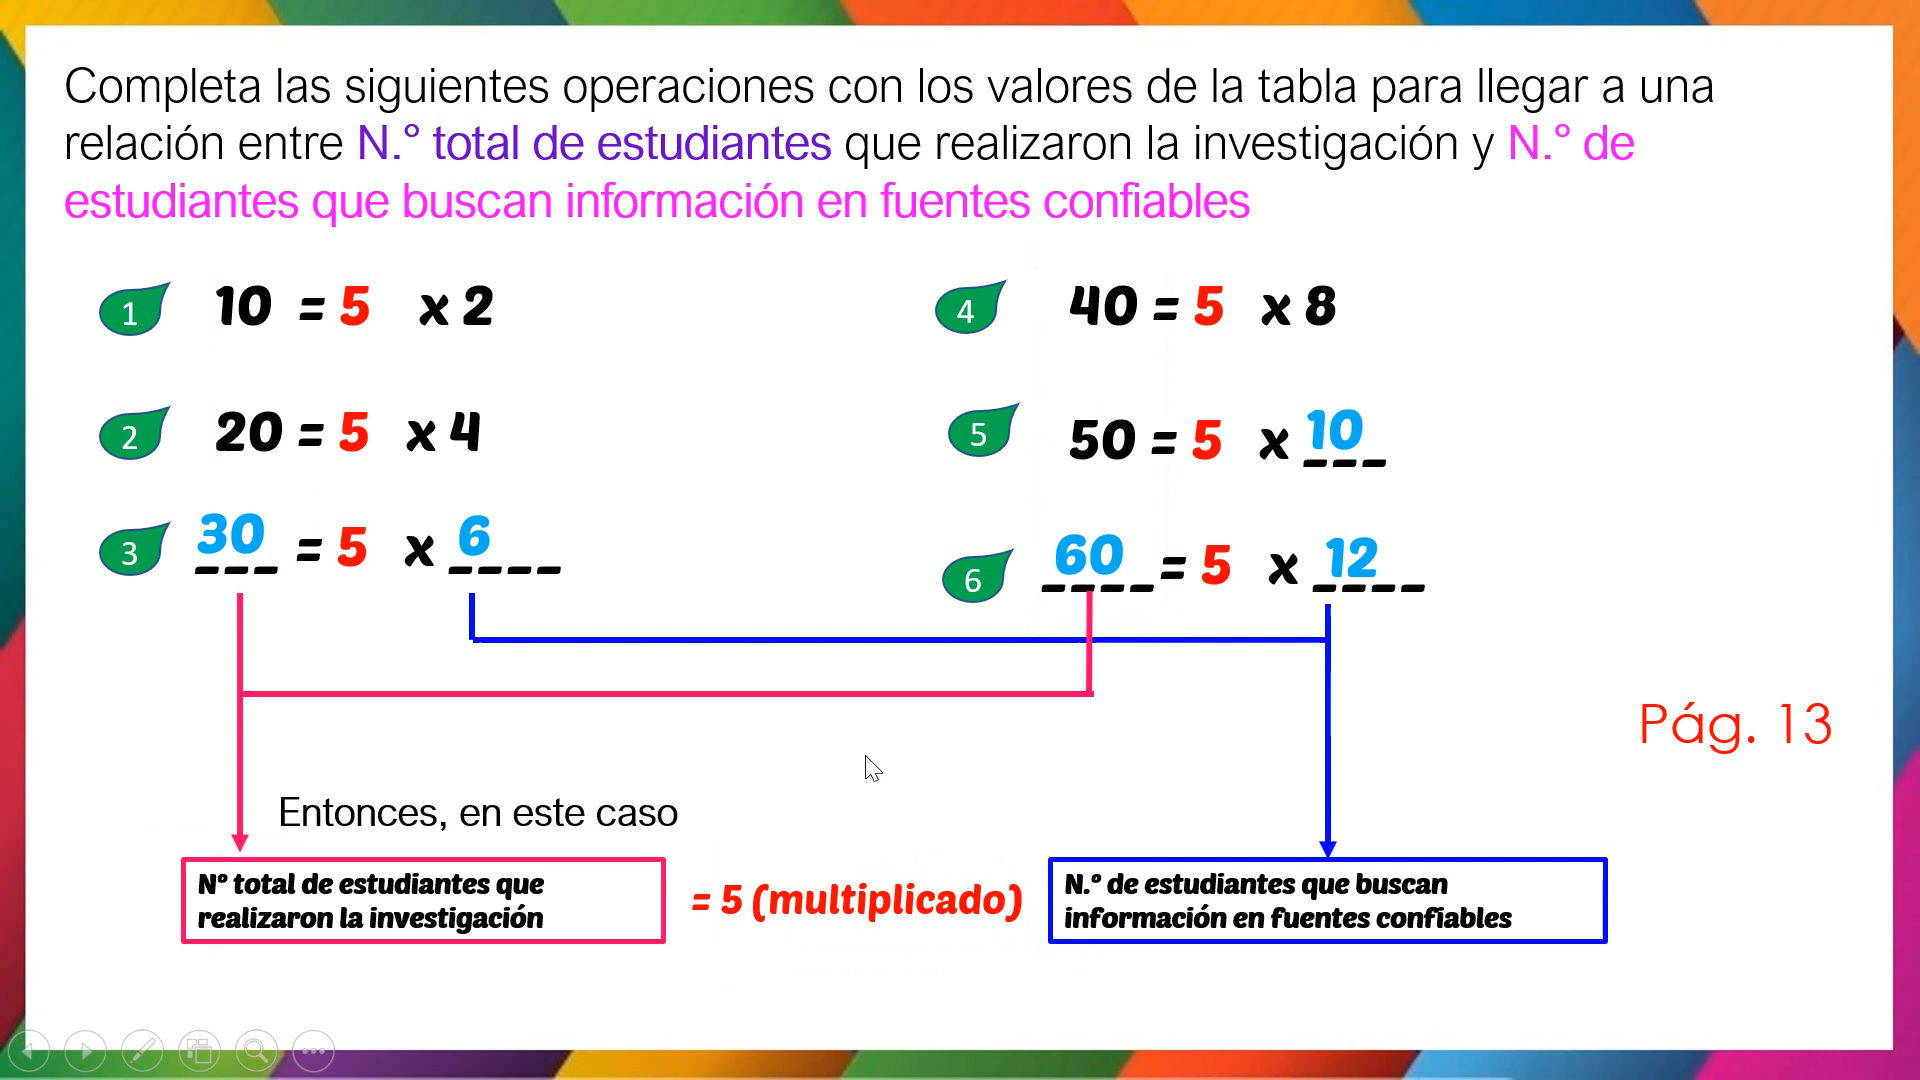 Completa las siguientes operaciones con los valores de la tabla para llegar a una
relación entre N.° total de estudiantes que realizaron la investigación y N.° de
estudiantes que buscan información en fuentes confiables
1 10 = 5 x 2
2 20 = 5 x 4
3 30 = 5 x 6
4 40 = 5 x 8
5 50 = 5 x 10
6 60 = 5 x 12
Pág. 13
Entonces, en este caso
N° total de estudiantes que
realizaron la investigación
= 5 (multiplicado)
N.° de estudiantes que buscan
información en fuentes confiables